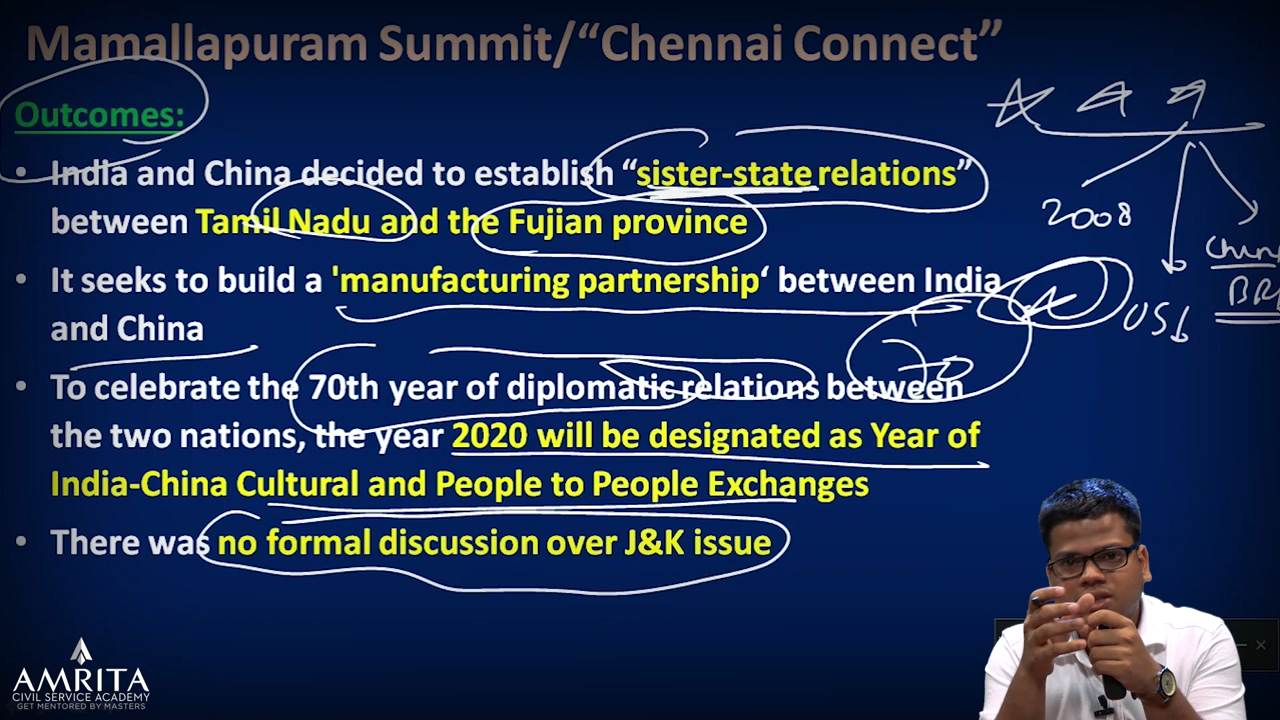 Mamallapuram Summit/“Chennai Connect”
Outcomes:
• India and China decided to establish “sister-state relations”
between Tamil Nadu and the Fujian province
• It seeks to build a 'manufacturing partnership‘ between India
and China
• To celebrate the 70th year of diplomatic relations between
the two nations, the year 2020 will be designated as Year of
India-China Cultural and People to People Exchanges
• There was no formal discussion over J&K issue
2008
US
70
AMRITA
CIVIL SERVICE ACADEMY
GET MENTORED BY MASTERS